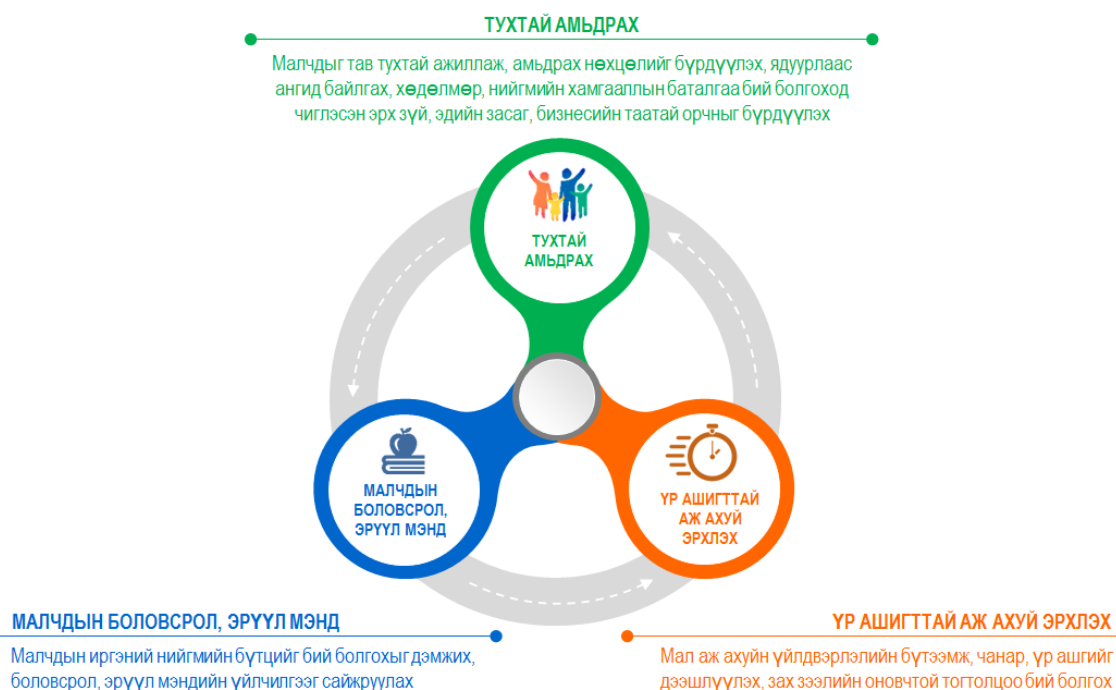 ТУХТАЙ АМЬДРАХ
Малчдыг тав тухтай ажиллаж, амьдрах нөхцөлийг бүрдүүлэх, ядуурлаас
ангид байлгах, хөдөлмөр, нийгмийн хамгааллын баталгаа бий болгоход
чиглэсэн эрх зүй, эдийн засаг, бизнесийн таатай орчныг бүрдүүлэх
ТУХТАЙ
АМЬДРАХ
МАЛЧДЫН
БОЛОВСРОЛ,
ЭРҮҮЛ МЭНД
ҮР АШИГТТАЙ
АЖ АХУЙ
ЭРХЛЭХ
МАЛЧДЫН БОЛОВСРОЛ, ЭРҮҮЛ МЭНД
Малчдын иргэний нийгмийн бүтцийг бий болгохыг дэмжих,
боловсрол, эрүүл мэндийн үйлчилгээг сайжруулах
ҮР АШИГТТАЙ АЖ АХУЙ ЭРХЛЭХ
Мал аж ахуйн үйлдвэрлэлийн бүтээмж, чанар, үр ашгийг
дээшлүүлэх, зах зээлийн оновчтой тогтолцоо бий болгох